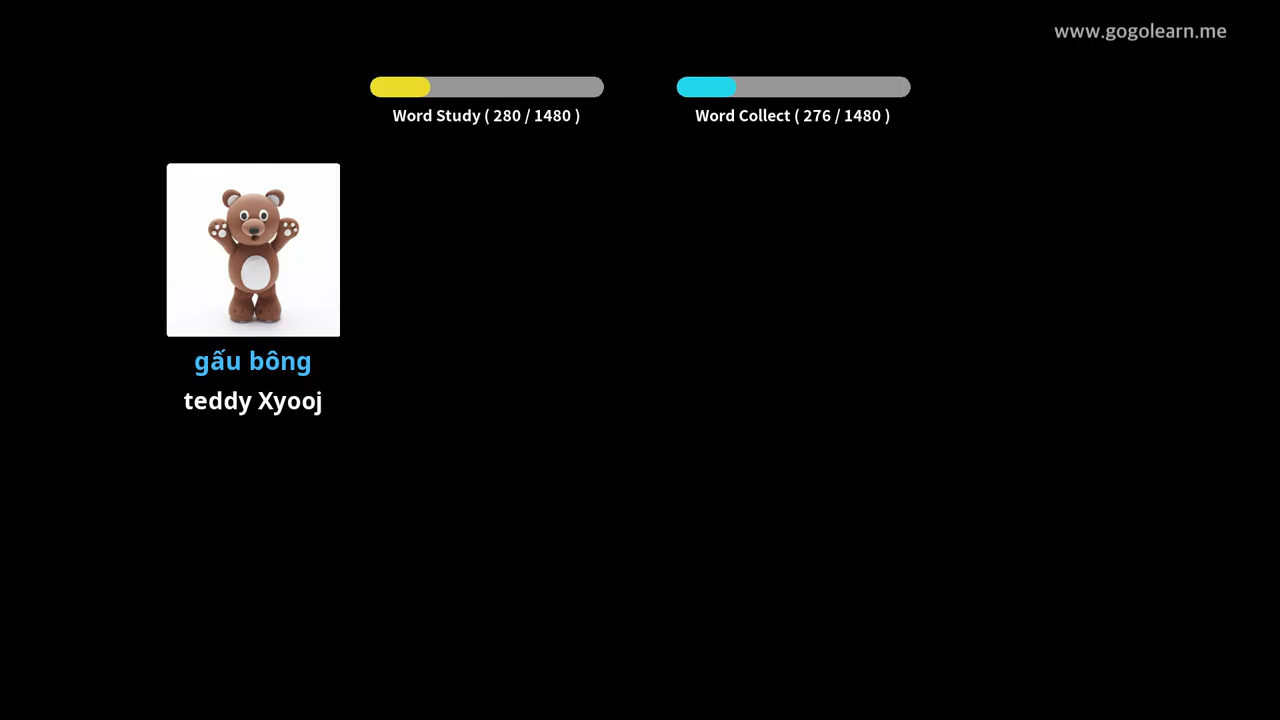 www.gogolearn.me
Word Study ( 280 / 1480 )
Word Collect ( 276 / 1480 )
gấu bông
teddy Xyooj